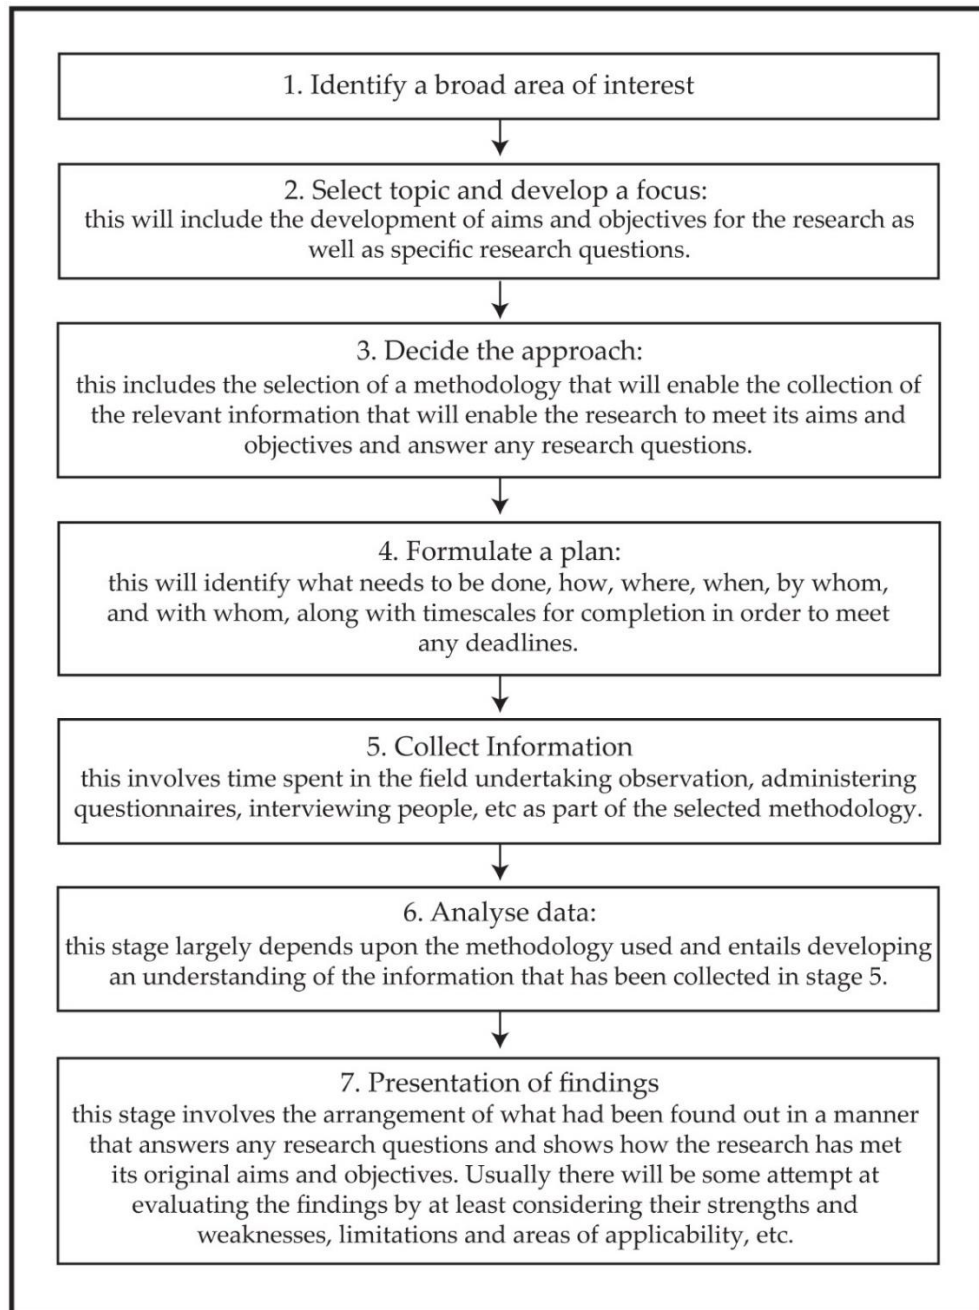 1. Identify a broad area of interest
2. Select topic and develop a focus:
this will include the development of aims and objectives for the research as
well as specific research questions.
3. Decide the approach:
this includes the selection of a methodology that will enable the collection of
the relevant information that will enable the research to meet its aims and
objectives and answer any research questions.
4. Formulate a plan:
this will identify what needs to be done, how, where, when, by whom,
and with whom, along with timescales for completion in order to meet
any deadlines.
5. Collect Information
this involves time spent in the field undertaking observation, administering
questionnaires, interviewing people, etc as part of the selected methodology.
6. Analyse data:
this stage largely depends upon the methodology used and entails developing
an understanding of the information that has been collected in stage 5.
7. Presentation of findings
this stage involves the arrangement of what had been found out in a manner
that answers any research questions and shows how the research has met
its original aims and objectives. Usually there will be some attempt at
evaluating the findings by at least considering their strengths and
weaknesses, limitations and areas of applicability, etc.